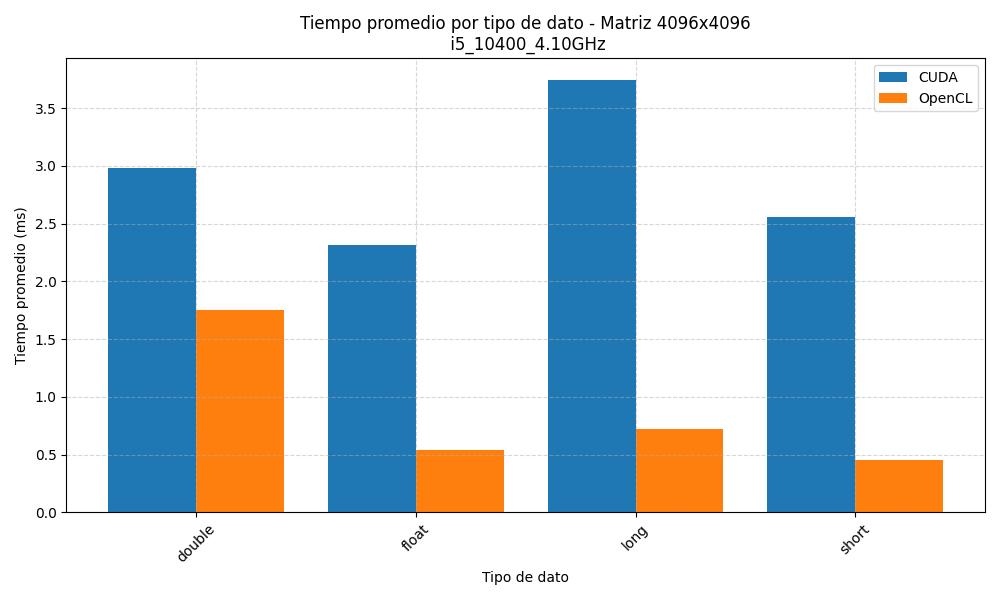 Tiempo promedio por tipo de dato - Matriz 4096x4096
i5_10400_4.10GHz
CUDA
OpenCL
Tiempo promedio (ms)
3.5
3.0
2.5
2.0
1.5
1.0
0.5
0.0
double
float
long
short
Tipo de dato